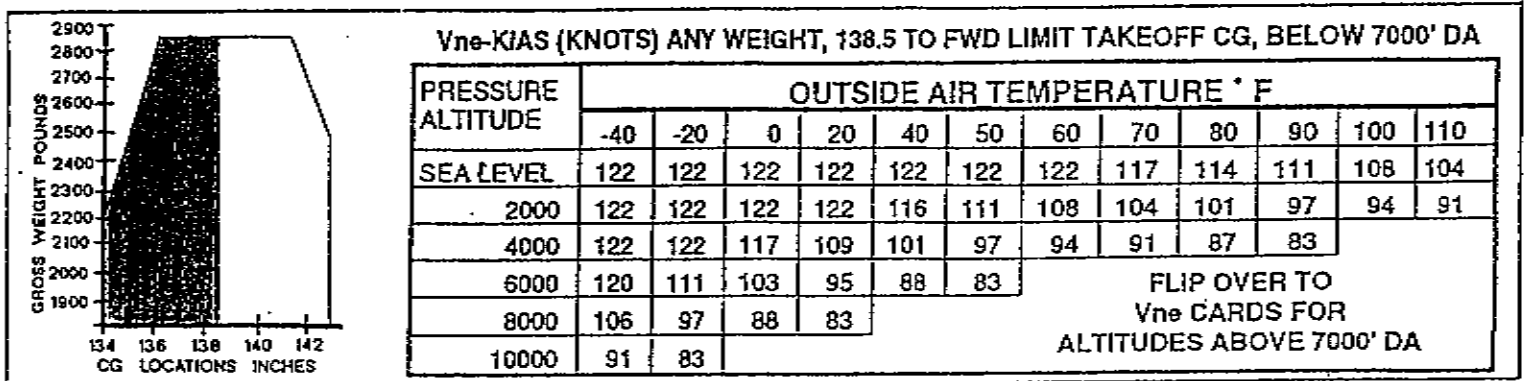 2900
2800
2700
2600
2500
2400
2300
2200
2100
2000
1900
GROSS WEIGHT POUNDS
134 136 138 140 142
CG LOCATIONS INCHES
Vne-KIAS (KNOTS) ANY WEIGHT, 138.5 TO FWD LIMIT TAKEOFF CG, BELOW 7000' DA
PRESSURE ALTITUDE
OUTSIDE AIR TEMPERATURE ° F
-40 -20 0 20 40 50 60 70 80 90 100 110
SEA LEVEL 122 122 122 122 122 122 122 117 114 111 108 104
2000 122 122 122 122 116 111 108 104 101 97 94 91
4000 122 122 117 109 101 97 94 91 87 83
6000 120 111 103 95 88 83
8000 106 97 88 83
10000 91 83
FLIP OVER TO
Vne CARDS FOR
ALTITUDES ABOVE 7000' DA